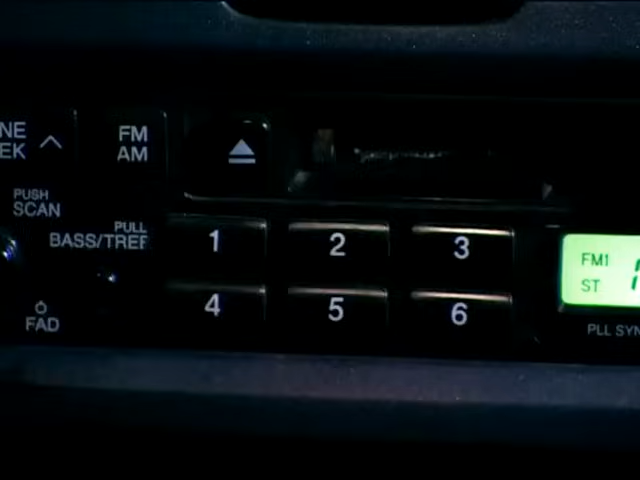 NE
EK
FM
AM
PUSH
SCAN
PULL
BASS/TREB
1
2
3
4
5
6
FAD
FM1
ST
PLL SYN